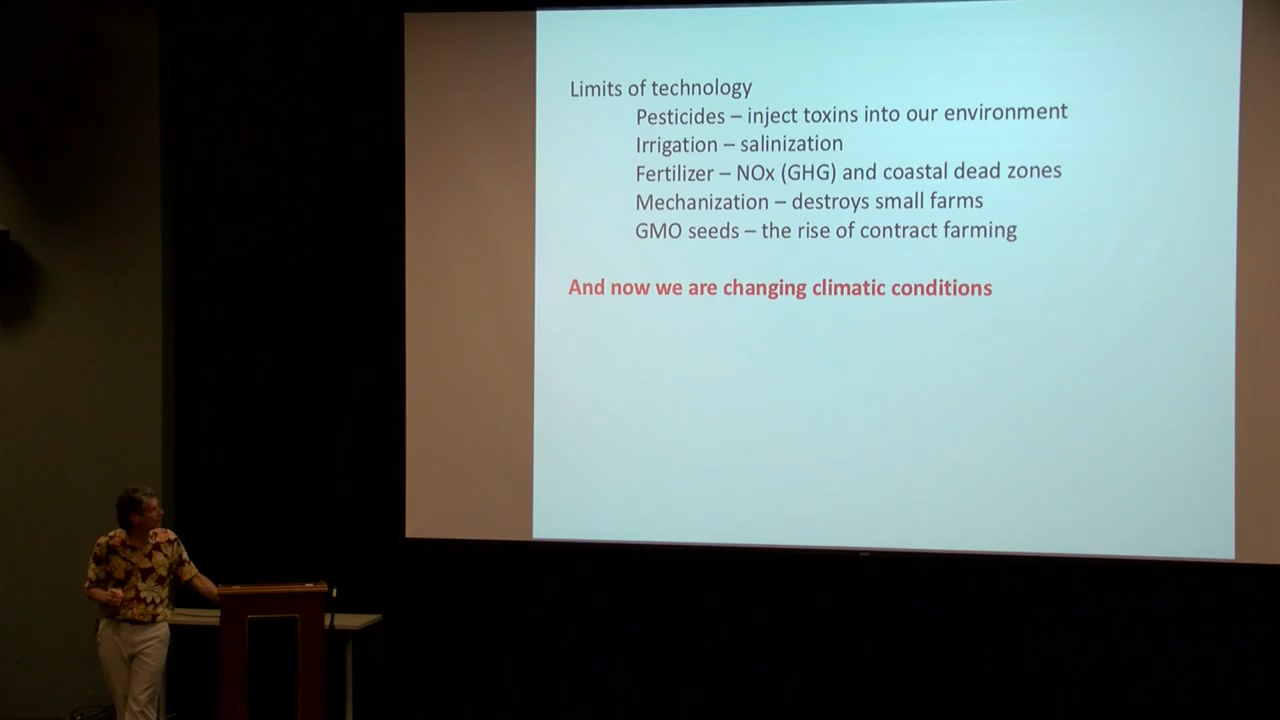 Limits of technology
Pesticides – inject toxins into our environment
Irrigation – salinization
Fertilizer – NOx (GHG) and coastal dead zones
Mechanization – destroys small farms
GMO seeds – the rise of contract farming
And now we are changing climatic conditions